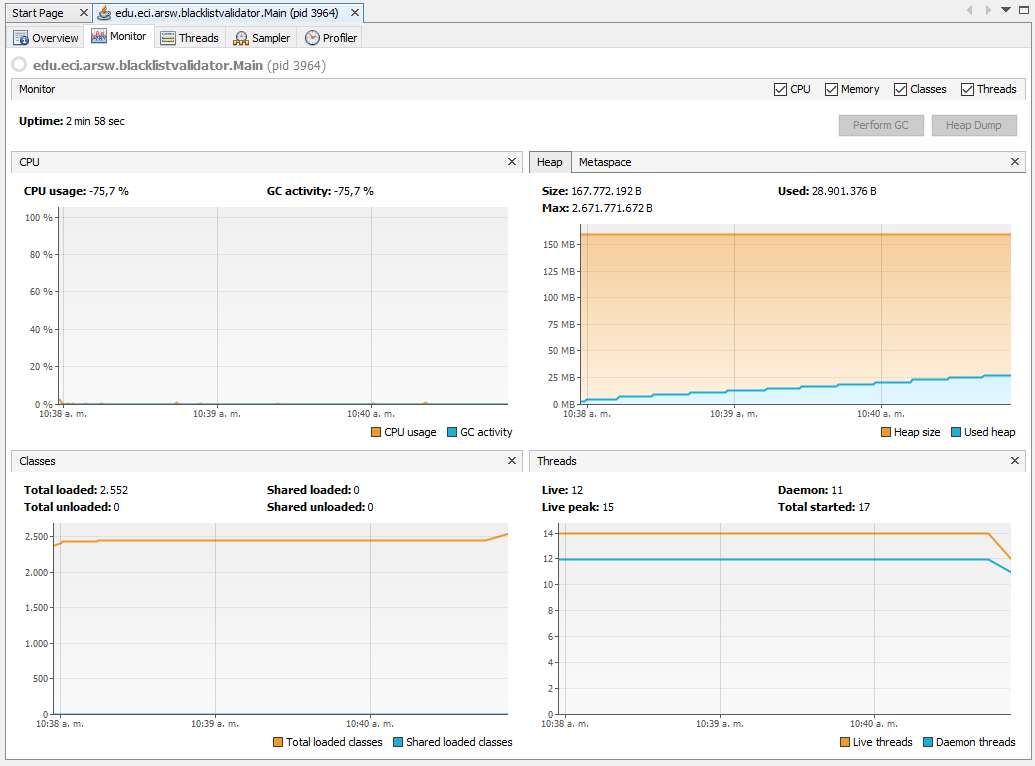 Start Page
edu.eci.arsw.blacklistvalidator.Main (pid 3964)
Overview Monitor Threads Sampler Profiler
edu.eci.arsw.blacklistvalidator.Main (pid 3964)
Monitor CPU Memory Classes Threads
Uptime: 2 min 58 sec
Perform GC Heap Dump
CPU
CPU usage: -75,7 % GC activity: -75,7 %
100 %
80 %
60 %
40 %
20 %
0 %
10:38 a. m. 10:39 a. m. 10:40 a. m.
CPU usage GC activity
Heap Metaspace
Size: 167.772.192 B Used: 28.901.376 B
Max: 2.671.771.672 B
150 MB
125 MB
100 MB
75 MB
50 MB
25 MB
0 MB
10:38 a. m. 10:39 a. m. 10:40 a. m.
Heap size Used heap
Classes
Total loaded: 2.552 Shared loaded: 0
Total unloaded: 0 Shared unloaded: 0
2.500
2.000
1.500
1.000
500
0
10:38 a. m. 10:39 a. m. 10:40 a. m.
Total loaded classes Shared loaded classes
Threads
Live: 12 Daemon: 11
Live peak: 15 Total started: 17
14
12
10
8
6
4
2
0
10:38 a. m. 10:39 a. m. 10:40 a. m.
Live threads Daemon threads